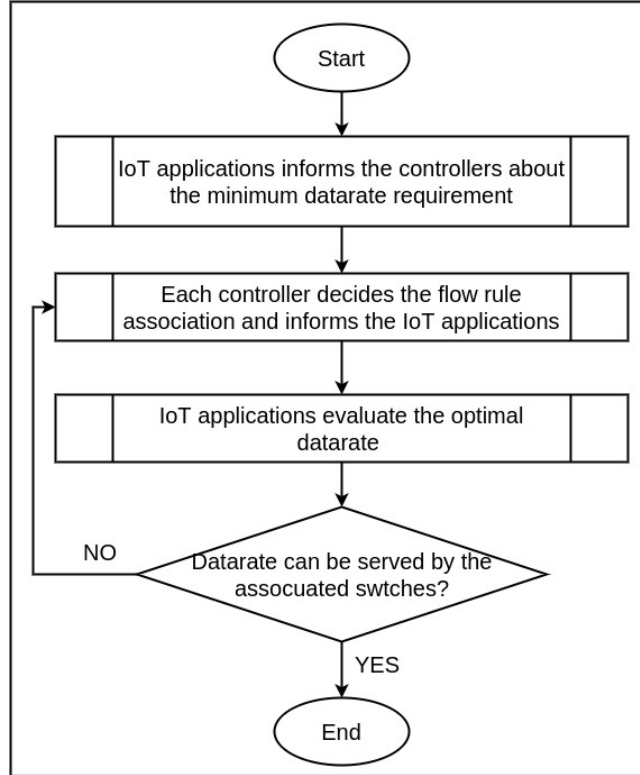 Start
IoT applications informs the controllers about
the minimum datarate requirement
Each controller decides the flow rule
association and informs the IoT applications
IoT applications evaluate the optimal
datarate
NO
Datarate can be served by the
assocuated swtches?
YES
End